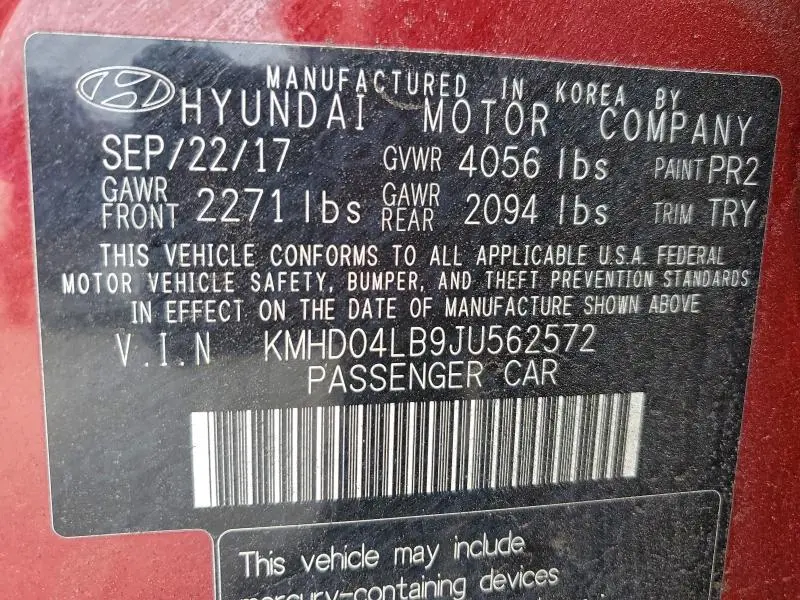 MANUFACTURED IN KOREA BY
HYUNDAI MOTOR COMPANY
SEP/22/17 GVWR 4056 lbs PAINT PR2
GAWR FRONT 2271 lbs GAWR REAR 2094 lbs TRIM TRY
THIS VEHICLE CONFORMS TO ALL APPLICABLE U.S.A. FEDERAL
MOTOR VEHICLE SAFETY, BUMPER, AND THEFT PREVENTION STANDARDS
IN EFFECT ON THE DATE OF MANUFACTURE SHOWN ABOVE
V.I.N KMHD04LB9JU562572
PASSENGER CAR
This vehicle may include
mercury-containing devices